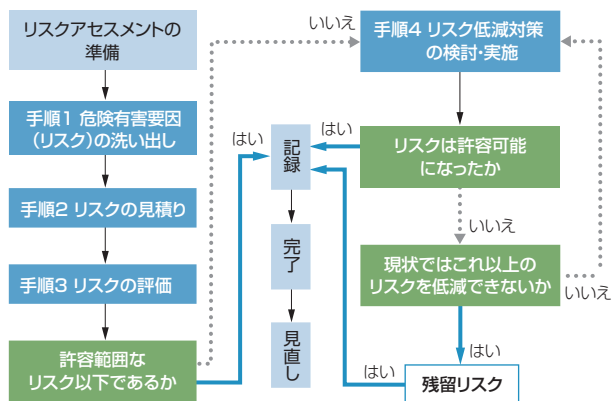 リスクアセスメントの
準備
手順1 危険有害要因
（リスク）の洗い出し
手順2 リスクの見積り
手順3 リスクの評価
許容範囲な
リスク以下であるか
いいえ
はい
記録
完了
見直し
手順4 リスク低減対策
の検討・実施
はい
リスクは許容可能
になったか
いいえ
現状ではこれ以上の
リスクを低減できないか
いいえ
はい
はい
残留リスク